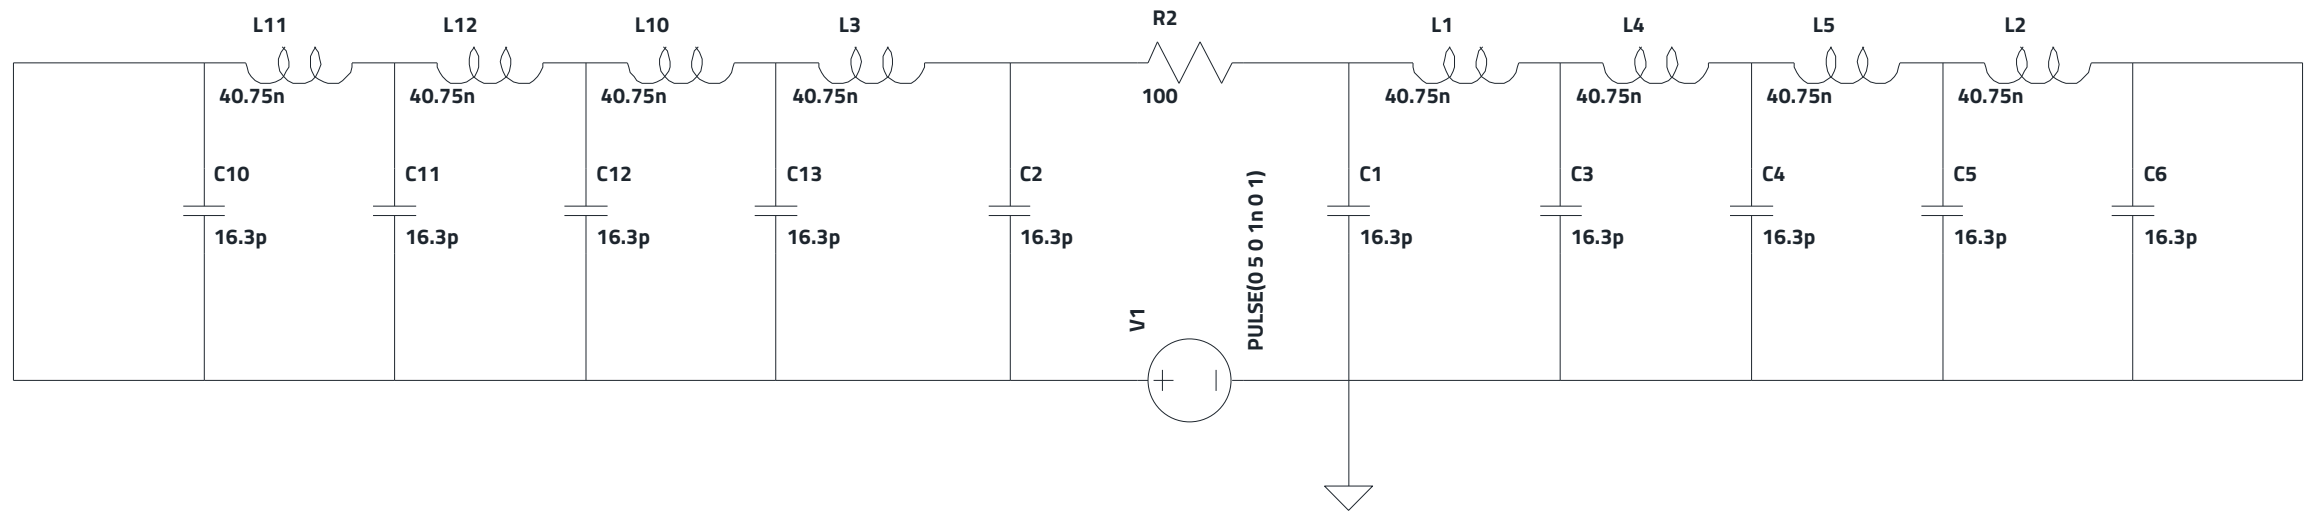 L11
L12
L10
L3
R2
L1
L4
L5
L2
40.75n
40.75n
40.75n
40.75n
100
40.75n
40.75n
40.75n
40.75n
C10
C11
C12
C13
C2
C1
C3
C4
C5
C6
16.3p
16.3p
16.3p
16.3p
16.3p
16.3p
16.3p
16.3p
16.3p
16.3p
V1
PULSE(0 5 0 1n 0 1)